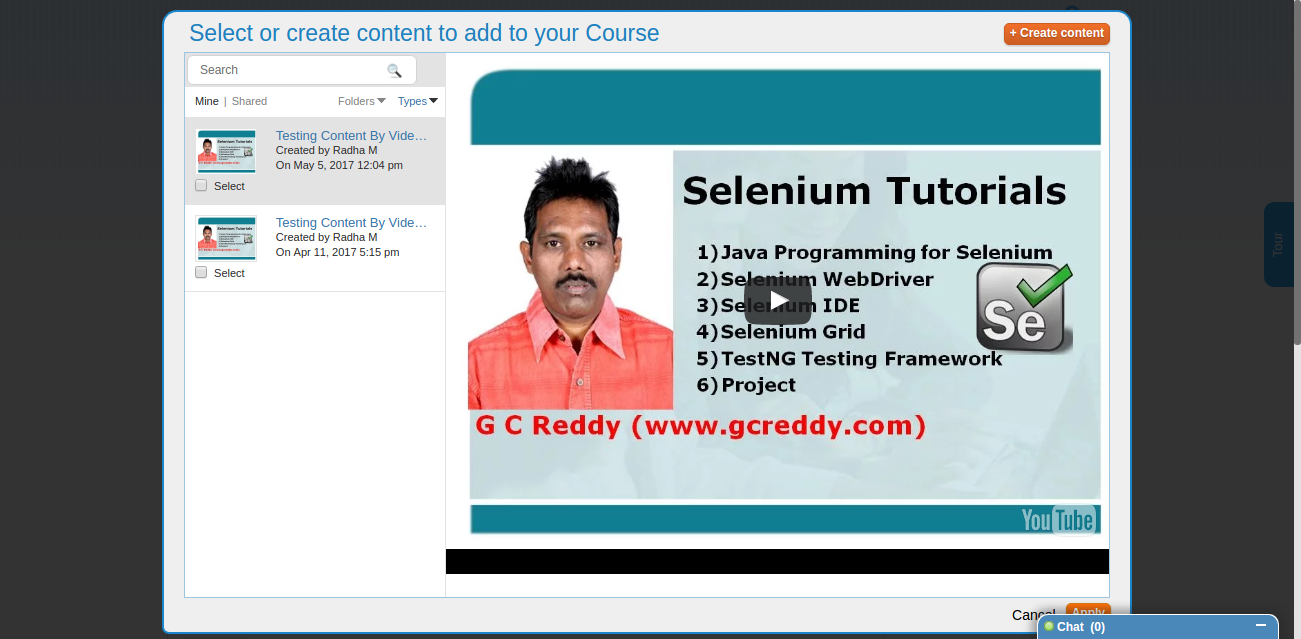 Select or create content to add to your Course
+ Create content
Search
Mine | Shared
Folders
Types
Testing Content By Vide...
Created by Radha M
On May 5, 2017 12:04 pm
Select
Testing Content By Vide...
Created by Radha M
On Apr 11, 2017 5:15 pm
Select
Selenium Tutorials
1)Java Programming for Selenium
2)Selenium WebDriver
3)Selenium IDE
4)Selenium Grid
5)TestNG Testing Framework
6)Project
Se
G C Reddy (www.gcreddy.com)
YouTube
Tour
Cancel
Apply
Chat (0)